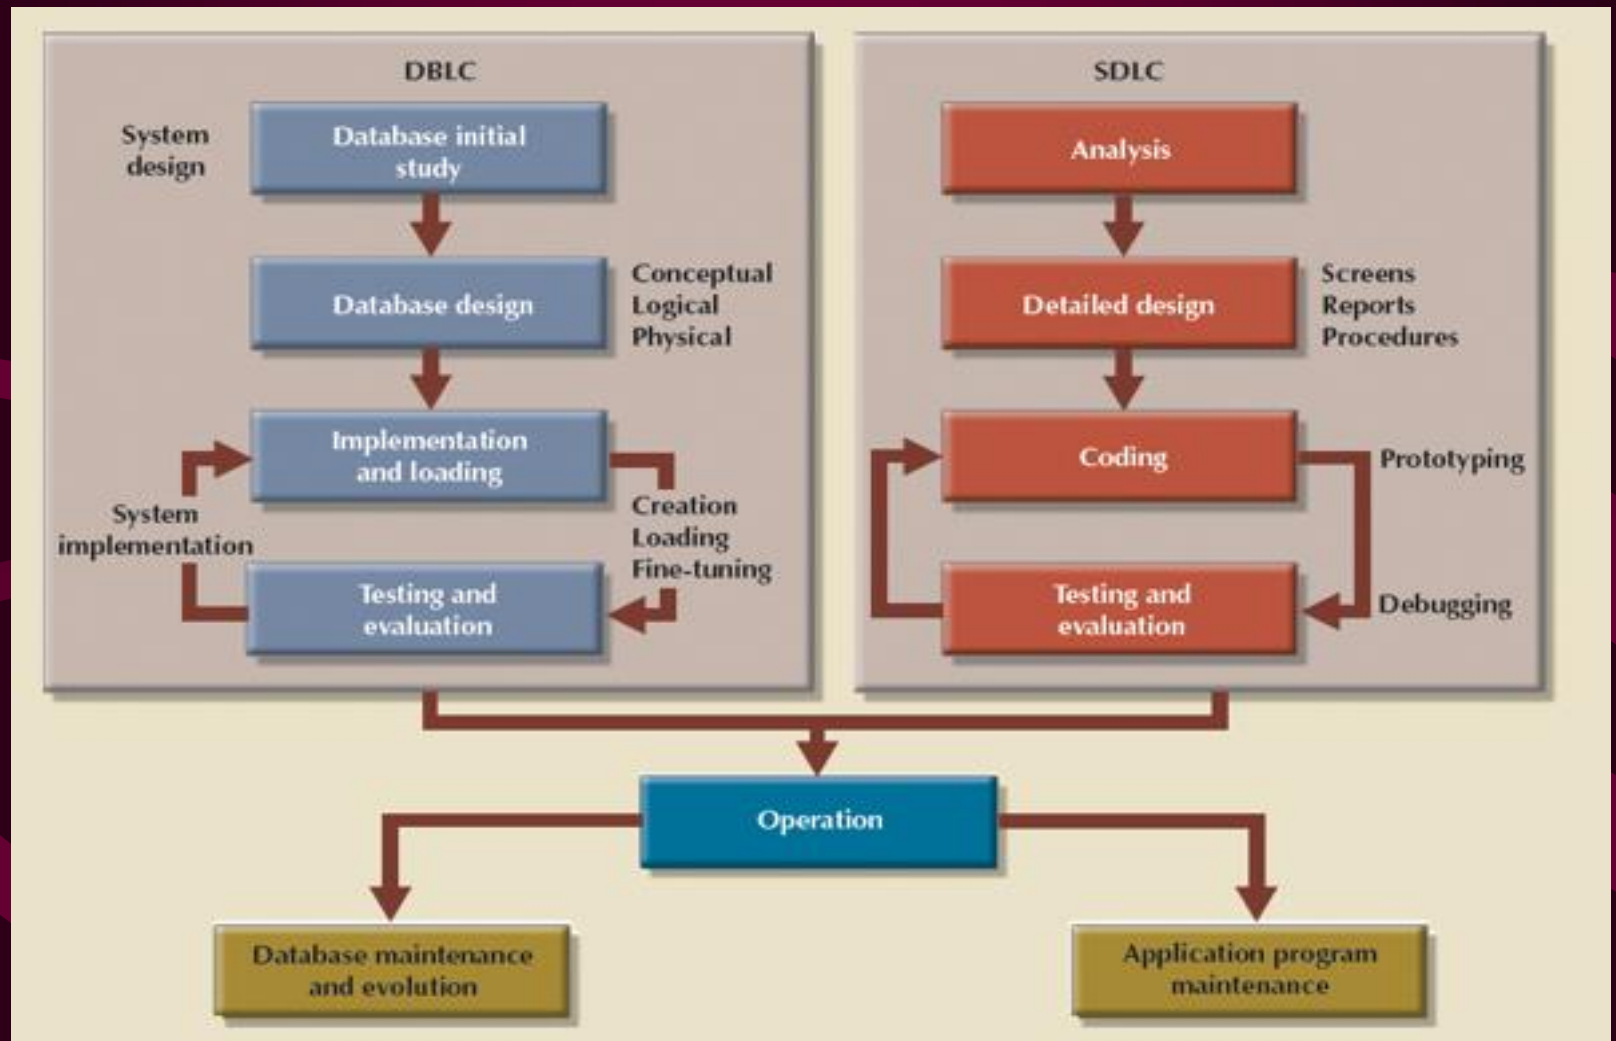 DBLC
System
design
Database initial
study
Database design
Conceptual
Logical
Physical
Implementation
and loading
System
implementation
Creation
Loading
Fine-tuning
Testing and
evaluation
SDLC
Analysis
Detailed design
Screens
Reports
Procedures
Coding
Prototyping
Testing and
evaluation
Debugging
Operation
Database maintenance
and evolution
Application program
maintenance